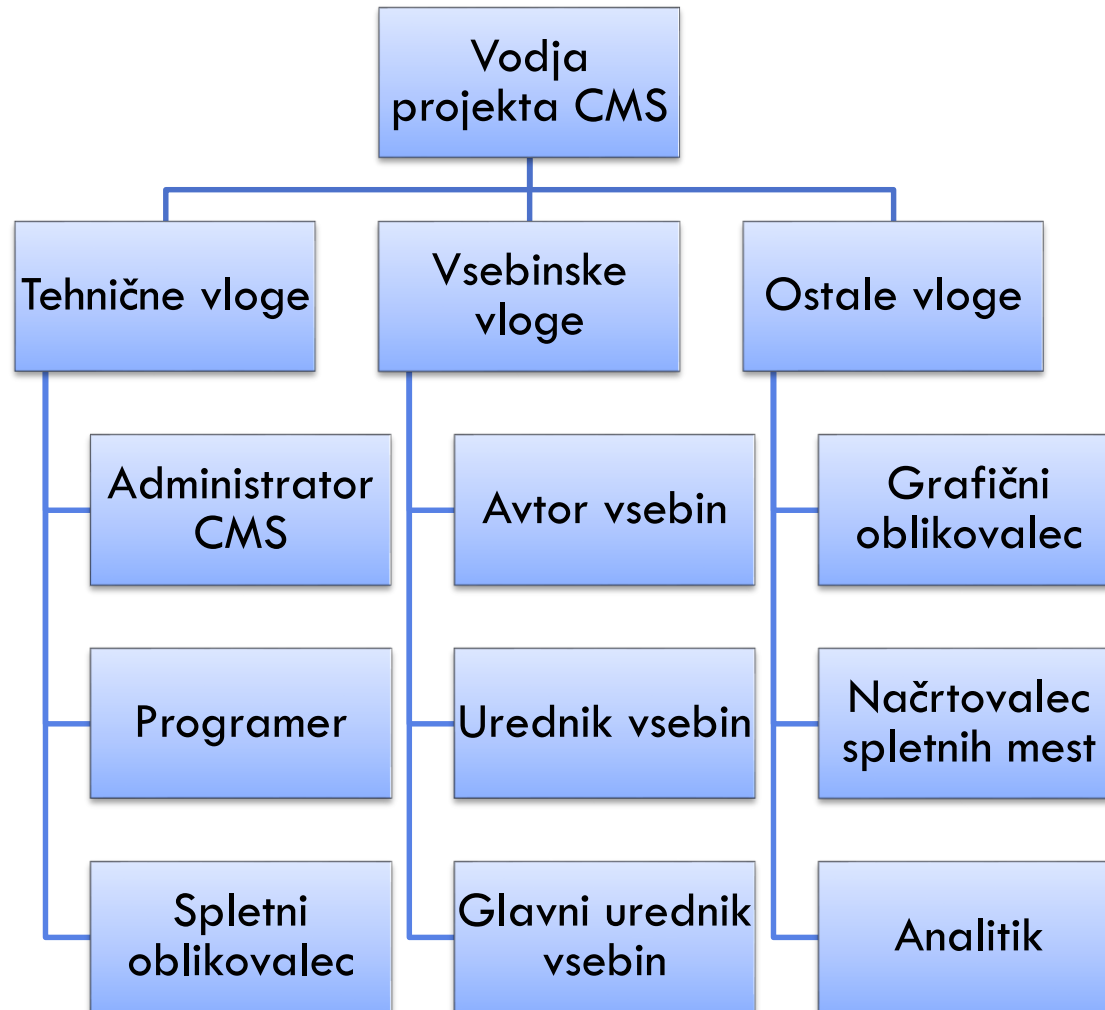 Vodja
projekta CMS
Tehnične vloge
Vsebinske
vloge
Ostale vloge
Administrator
CMS
Avtor vsebin
Grafični
oblikovalec
Programer
Urednik vsebin
Načrtovalec
spletnih mest
Spletni
oblikovalec
Glavni urednik
vsebin
Analitik